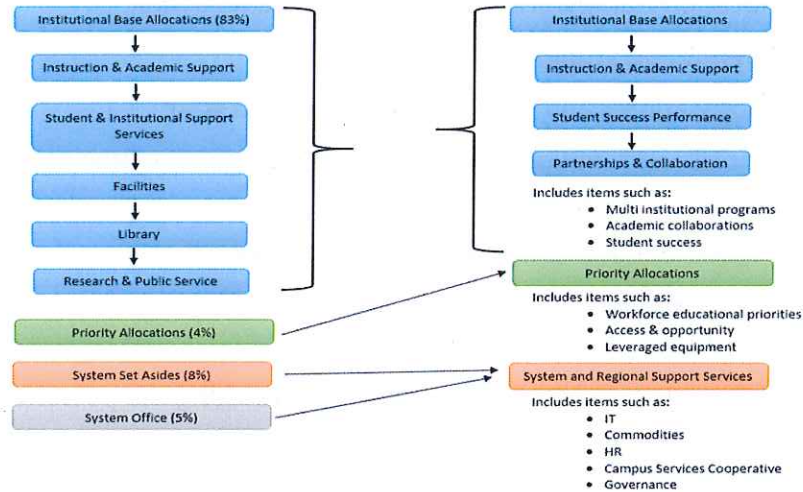 Institutional Base Allocations (83%)
Instruction & Academic Support
Student & Institutional Support
Services
Facilities
Library
Research & Public Service
Priority Allocations (4%)
System Set Asides (8%)
System Office (5%)
Institutional Base Allocations
Instruction & Academic Support
Student Success Performance
Partnerships & Collaboration
Includes items such as:
• Multi institutional programs
• Academic collaborations
• Student success
Priority Allocations
Includes items such as:
• Workforce educational priorities
• Access & opportunity
• Leveraged equipment
System and Regional Support Services
Includes items such as:
• IT
• Commodities
• HR
• Campus Services Cooperative
• Governance